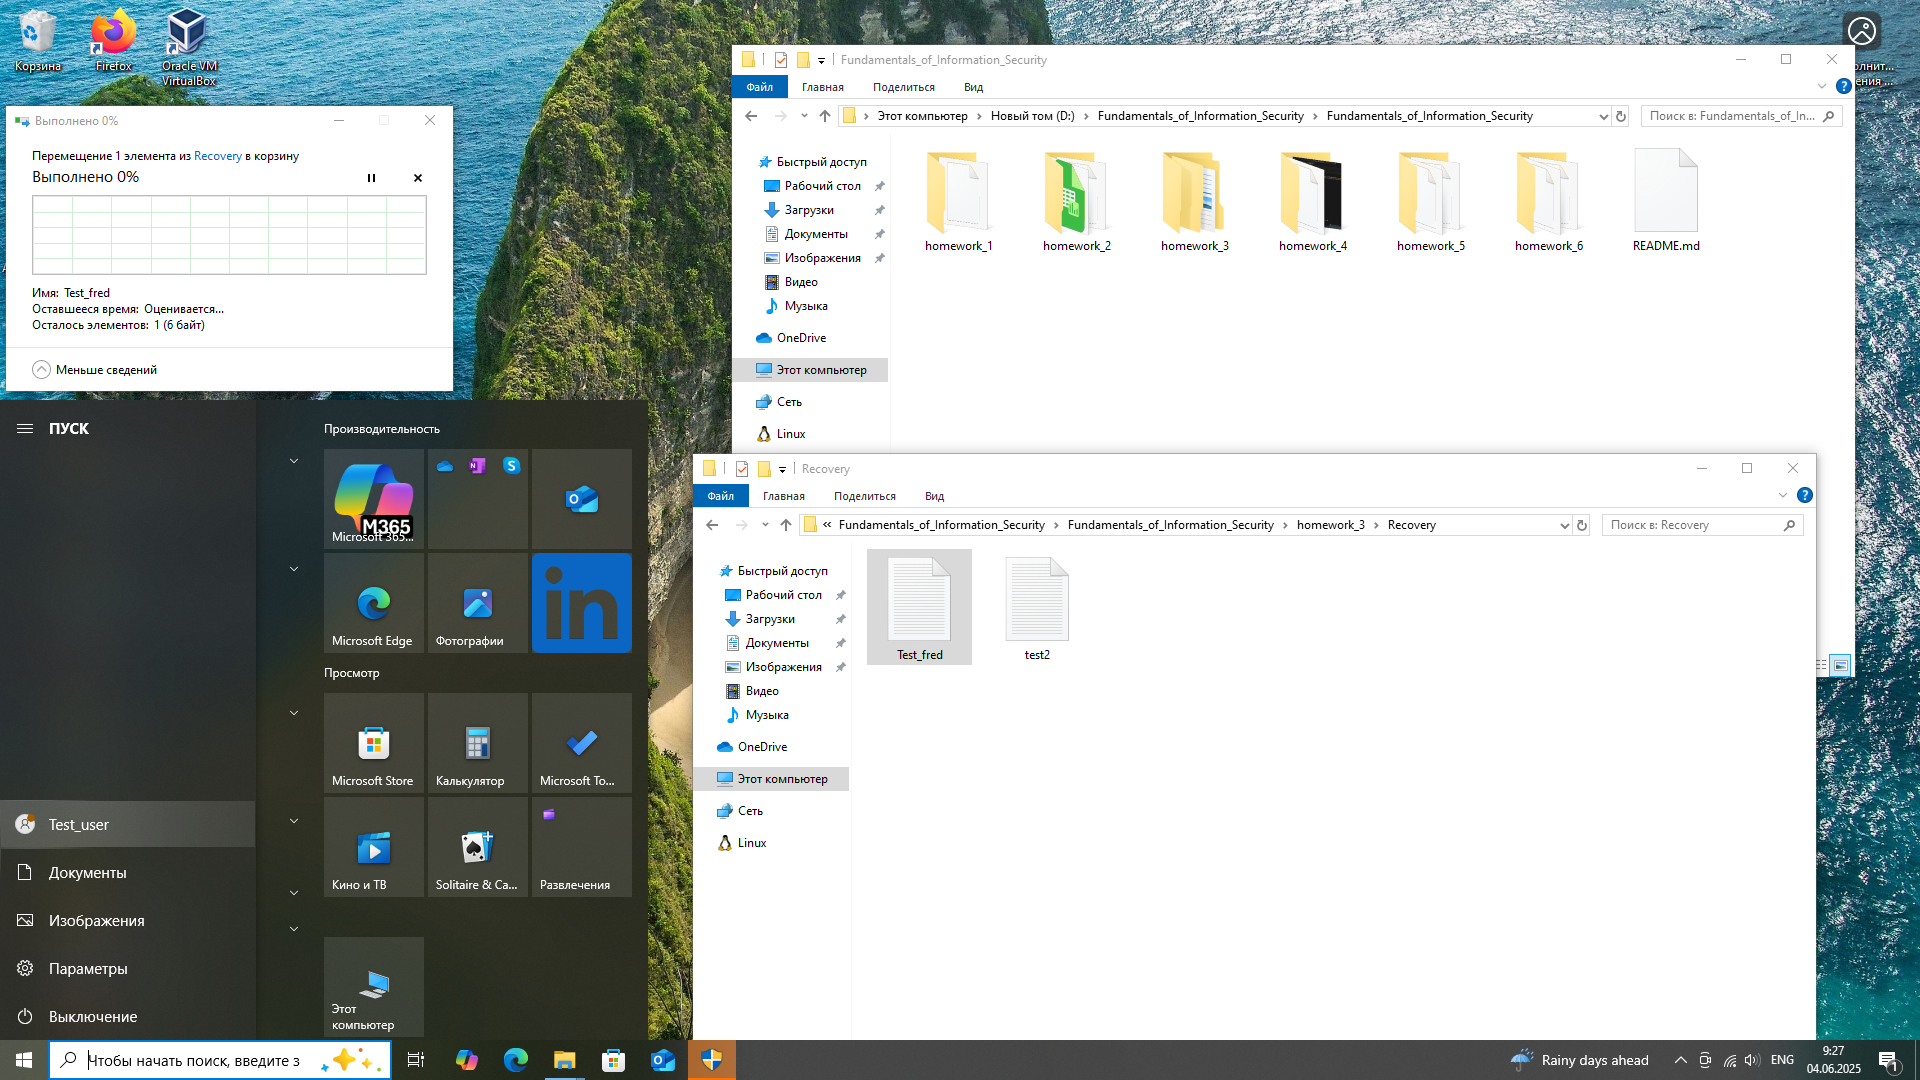 Корзина
Firefox
Oracle VM
VirtualBox
Выполнено 0%
Перемещение 1 элемента из Recovery в корзину
Выполнено 0%
Имя: Test_fred
Оставшееся время: Оценивается...
Осталось элементов: 1 (6 байт)
Меньше сведений
Fundamentals_of_Information_Security
Файл
Главная
Поделиться
Вид
Этот компьютер
Новый том (D:)
Fundamentals_of_Information_Security
Fundamentals_of_Information_Security
Поиск в: Fundamentals_of_In...
Быстрый доступ
Рабочий стол
Загрузки
Документы
Изображения
Видео
Музыка
OneDrive
Этот компьютер
Сеть
Linux
homework_1
homework_2
homework_3
homework_4
homework_5
homework_6
README.md
Recovery
Файл
Главная
Поделиться
Вид
« Fundamentals_of_Information_Security
Fundamentals_of_Information_Security
homework_3
Recovery
Поиск в: Recovery
Быстрый доступ
Рабочий стол
Загрузки
Документы
Изображения
Видео
Музыка
OneDrive
Этот компьютер
Сеть
Linux
Test_fred
test2
ПУСК
Test_user
Документы
Изображения
Параметры
Выключение
Производительность
M365
Microsoft 365...
Microsoft Edge
Фотографии
in
Просмотр
Microsoft Store
Калькулятор
Microsoft To...
Кино и ТВ
Solitaire & Ca...
Развлечения
Этот
компьютер
Чтобы начать поиск, введите з
Rainy days ahead
ENG
9:27
04.06.2025
1